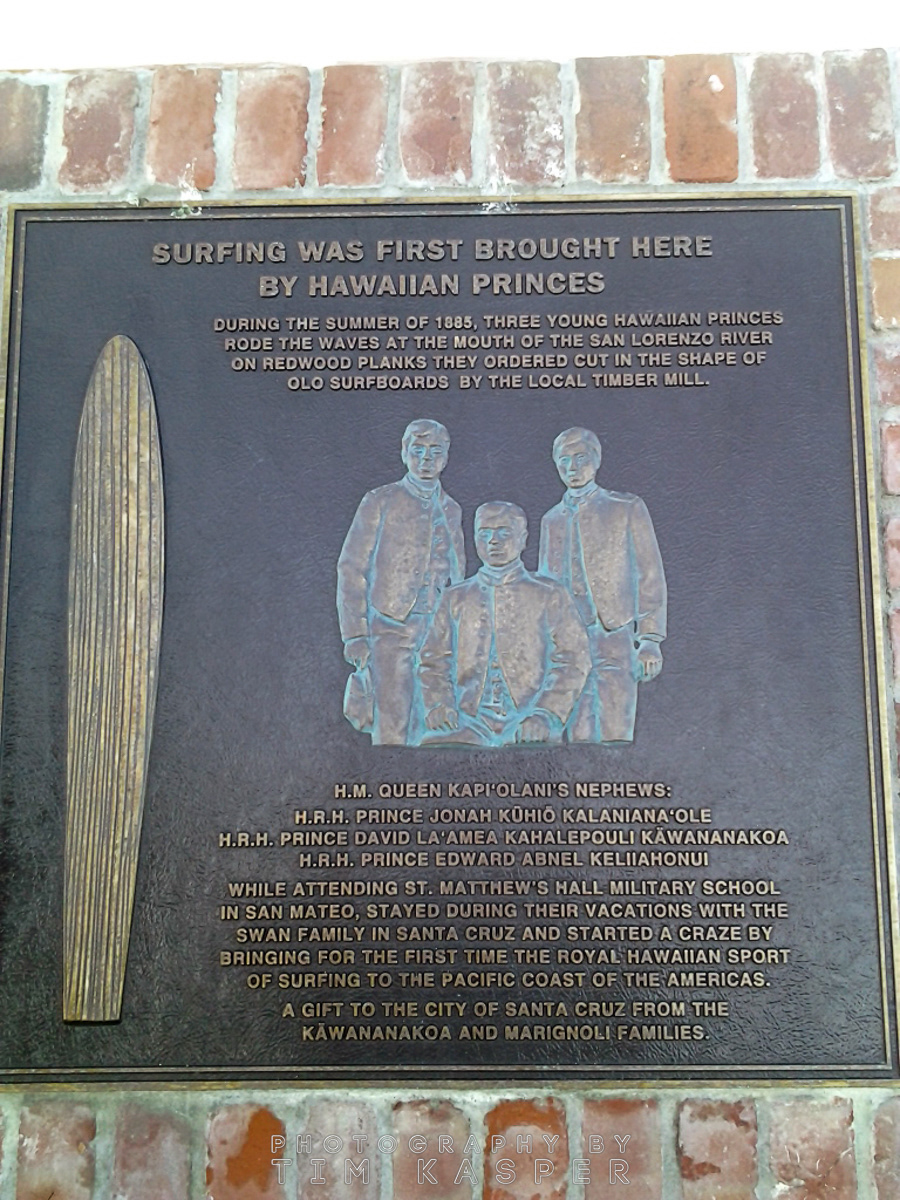 SURFING WAS FIRST BROUGHT HERE
BY HAWAIIAN PRINCES
DURING THE SUMMER OF 1885, THREE YOUNG HAWAIIAN PRINCES
RODE THE WAVES AT THE MOUTH OF THE SAN LORENZO RIVER
ON REDWOOD PLANKS THEY ORDERED CUT IN THE SHAPE OF
OLO SURFBOARDS BY THE LOCAL TIMBER MILL.
H.M. QUEEN KAPIʻOLANI'S NEPHEWS:
H.R.H. PRINCE JONAH KŪHIŌ KALANIANAʻOLE
H.R.H. PRINCE DAVID LAʻAMEA KAHALEPOULI KĀWANANAKOA
H.R.H. PRINCE EDWARD ABNEL KELIIAHONUI
WHILE ATTENDING ST. MATTHEW'S HALL MILITARY SCHOOL
IN SAN MATEO, STAYED DURING THEIR VACATIONS WITH THE
SWAN FAMILY IN SANTA CRUZ AND STARTED A CRAZE BY
BRINGING FOR THE FIRST TIME THE ROYAL HAWAIIAN SPORT
OF SURFING TO THE PACIFIC COAST OF THE AMERICAS.
A GIFT TO THE CITY OF SANTA CRUZ FROM THE
KĀWANANAKOA AND MARIGNOLI FAMILIES.
PHOTOGRAPHY BY
TIM KASPER